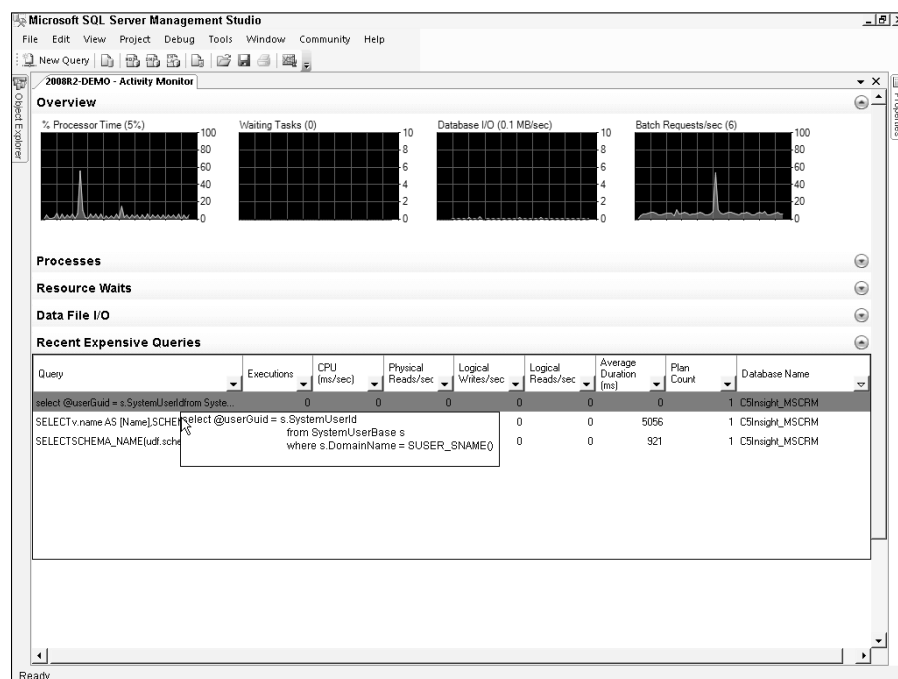 Microsoft SQL Server Management Studio
File Edit View Project Debug Tools Window Community Help
New Query
2008R2-DEMO - Activity Monitor
Object Explorer
Properties
Overview
% Processor Time (5%)
100
80
60
40
20
0
Waiting Tasks (0)
10
8
6
4
2
0
Database I/O (0.1 MB/sec)
10
8
6
4
2
0
Batch Requests/sec (6)
100
80
60
40
20
0
Processes
Resource Waits
Data File I/O
Recent Expensive Queries
Query Executions CPU (ms/sec) Physical Reads/sec Logical Writes/sec Logical Reads/sec Average Duration (ms) Plan Count Database Name
select @userGuid = s.SystemUserIdfrom Syste... 0 0 0 0 0 0 1 C5Insight_MSCRM
SELECTv.name AS [Name],SCHEM 0 0 5056 1 C5Insight_MSCRM
SELECTSCHEMA_NAME(udf.sche 0 0 921 1 C5Insight_MSCRM
select @userGuid = s.SystemUserId
from SystemUserBase s
where s.DomainName = SUSER_SNAME()
Ready